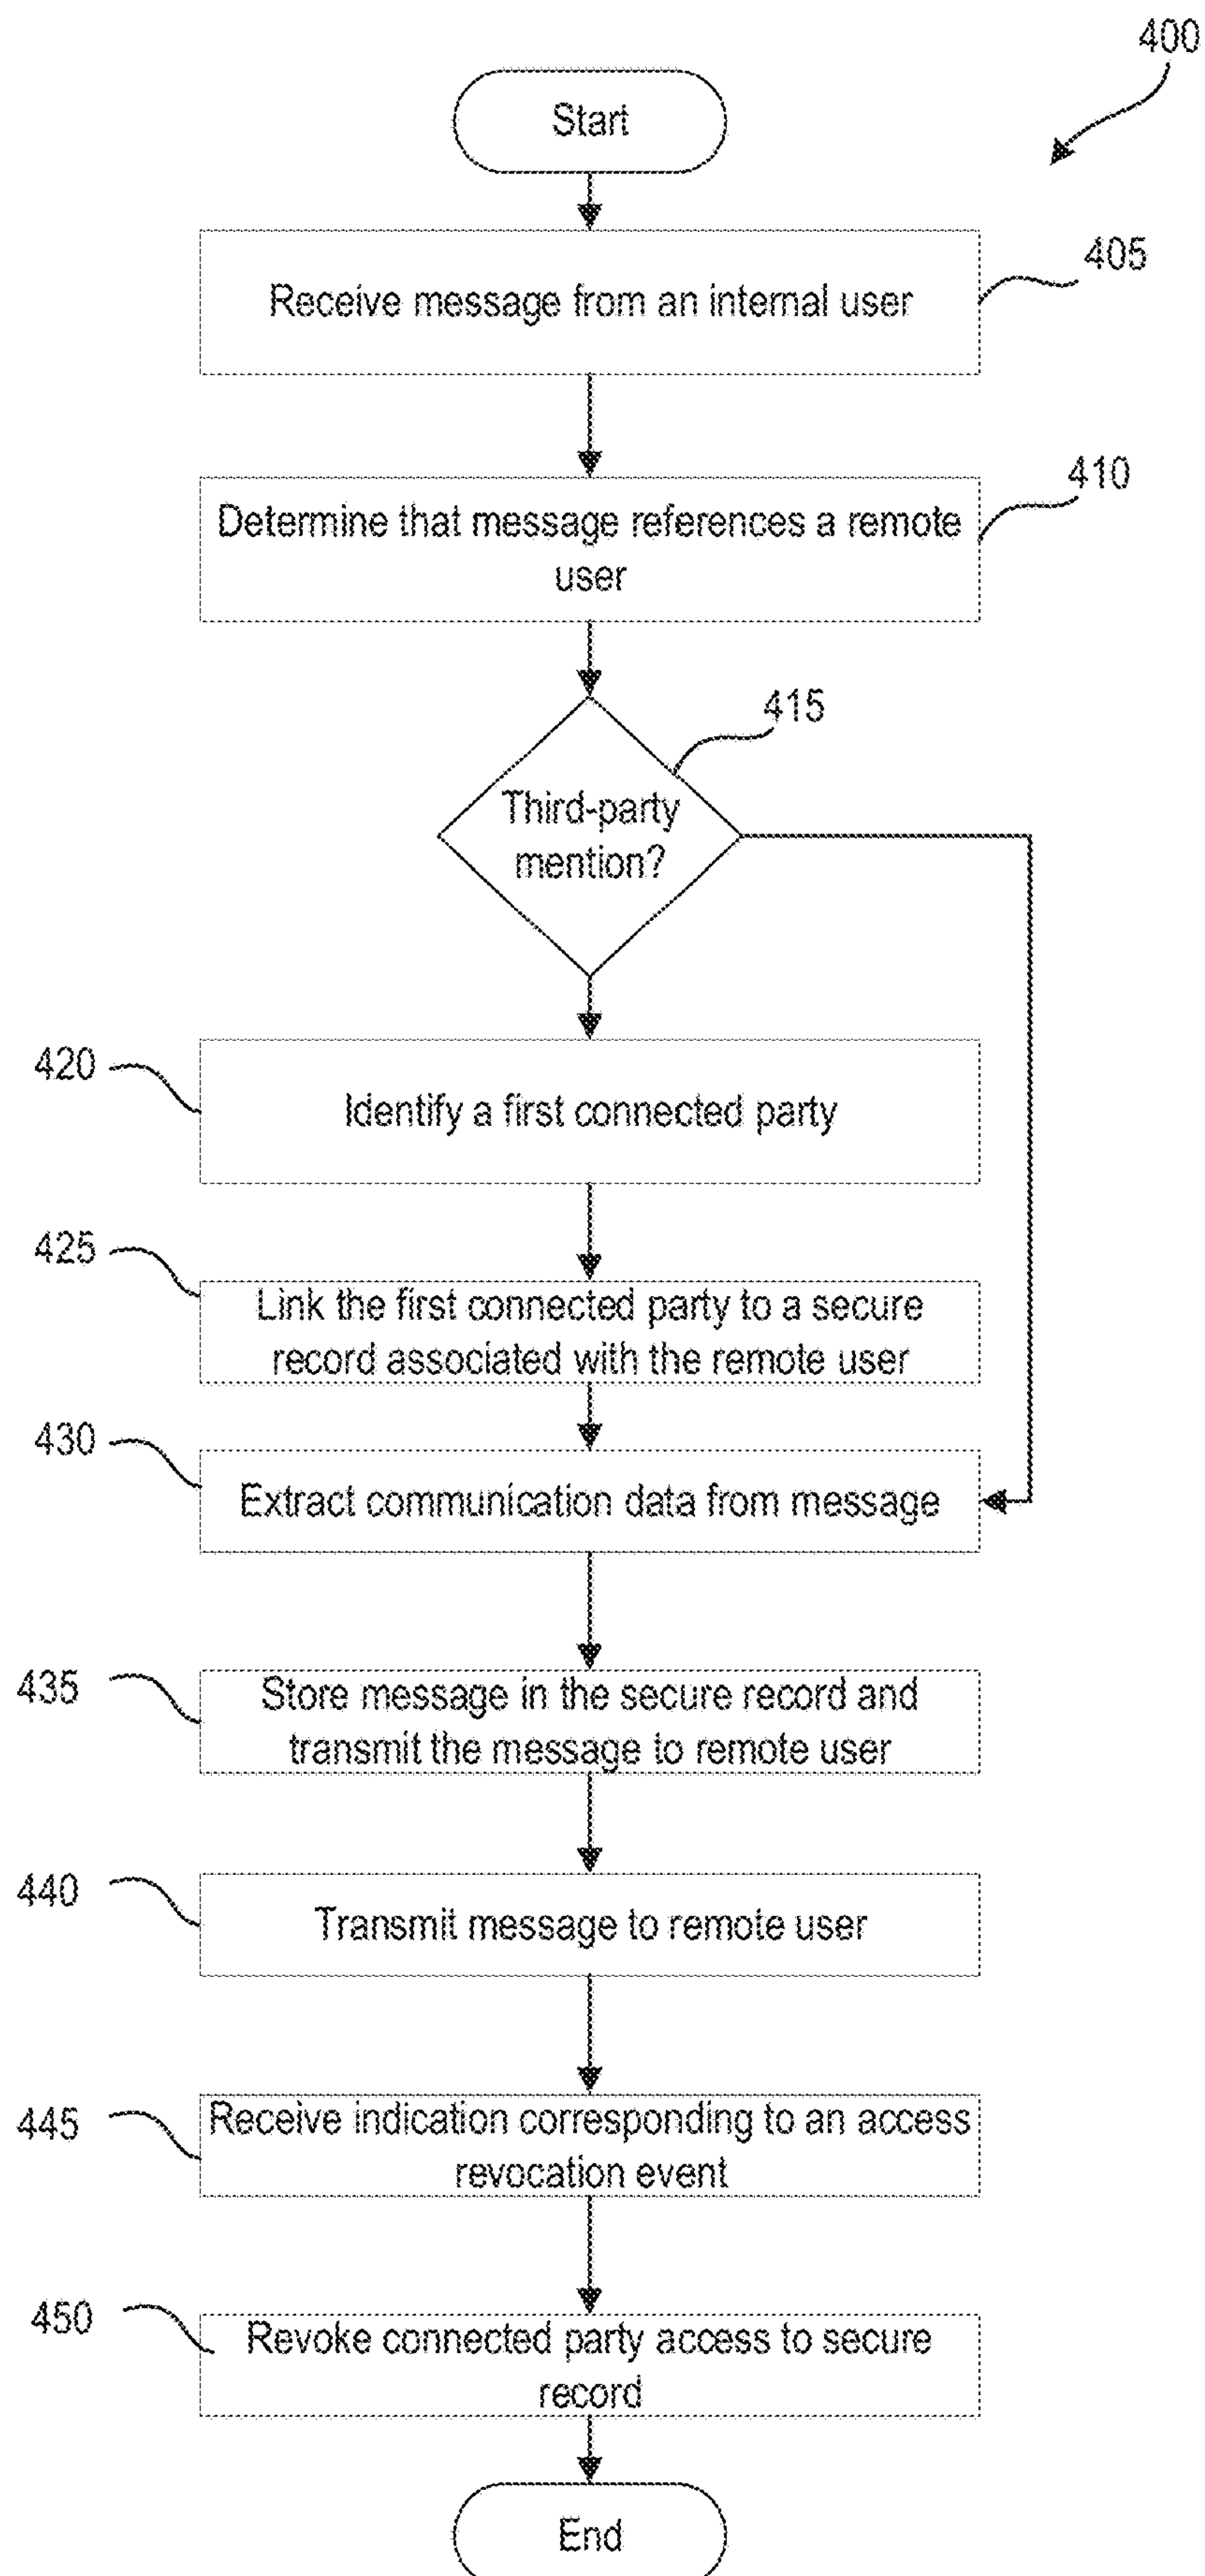 400
Start
405
Receive message from an internal user
410
Determine that message references a remote
user
415
Third-party
mention?
420
Identify a first connected party
425
Link the first connected party to a secure
record associated with the remote user
430
Extract communication data from message
435
Store message in the secure record and
transmit the message to remote user
440
Transmit message to remote user
445
Receive indication corresponding to an access
revocation event
450
Revoke connected party access to secure
record
End